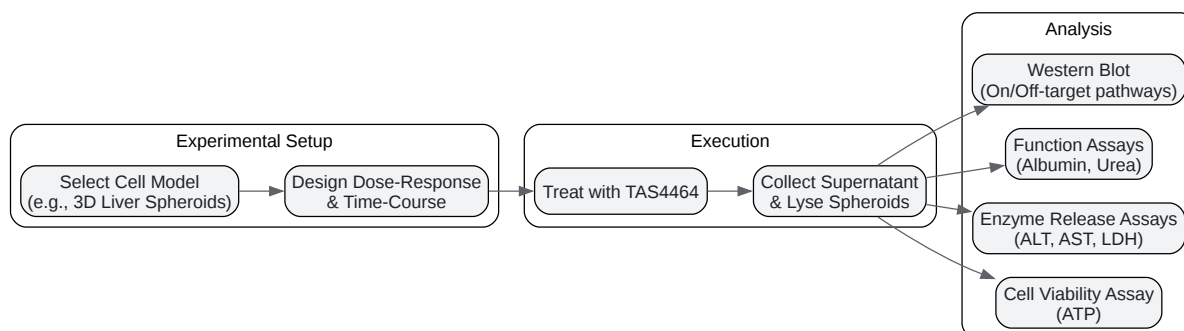 Experimental Setup
Select Cell Model
(e.g., 3D Liver Spheroids)
Design Dose-Response
& Time-Course
Execution
Treat with TAS4464
Collect Supernatant
& Lyse Spheroids
Analysis
Western Blot
(On/Off-target pathways)
Function Assays
(Albumin, Urea)
Enzyme Release Assays
(ALT, AST, LDH)
Cell Viability Assay
(ATP)